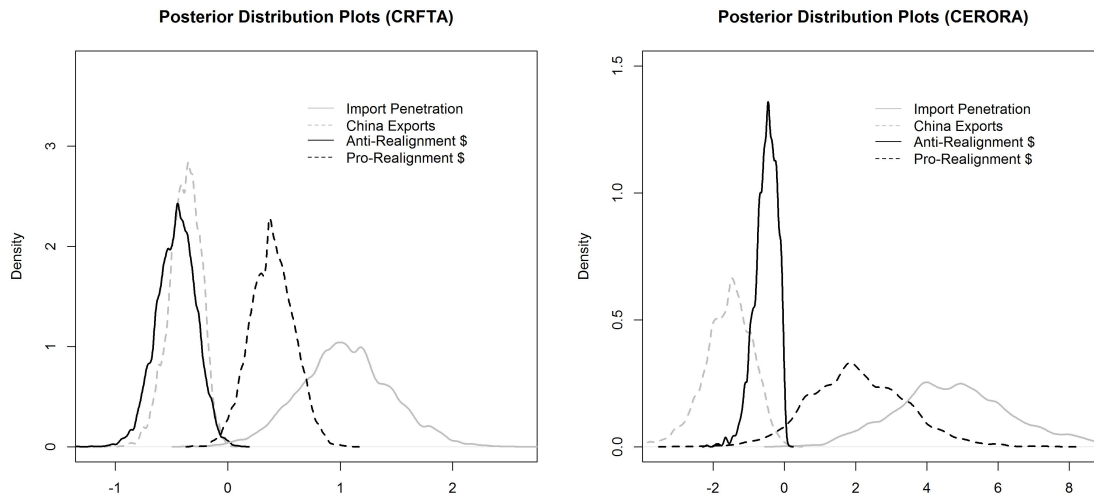 Posterior Distribution Plots (CRFTA)
Density
0
1
2
3
-1
0
1
2
Import Penetration
China Exports
Anti-Realignment $
Pro-Realignment $
Posterior Distribution Plots (CERORA)
Density
0.0
0.5
1.0
1.5
-2
0
2
4
6
8
Import Penetration
China Exports
Anti-Realignment $
Pro-Realignment $